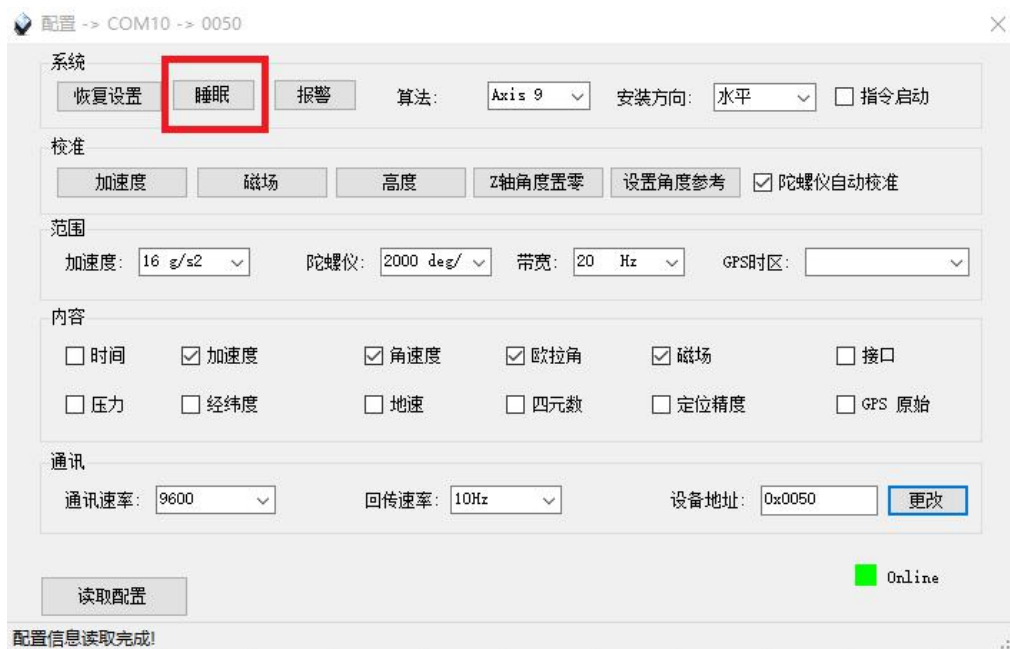 配置 -> COM10 -> 0050
系统
恢复设置 睡眠 报警 算法: Axis 9 安装方向: 水平 指令启动
校准
加速度 磁场 高度 Z轴角度置零 设置角度参考 陀螺仪自动校准
范围
加速度: 16 g/s2 陀螺仪: 2000 deg/ 带宽: 20 Hz GPS时区:
内容
时间 加速度 角速度 欧拉角 磁场 接口
压力 经纬度 地速 四元数 定位精度 GPS 原始
通讯
通讯速率: 9600 回传速率: 10Hz 设备地址: 0x0050 更改
Online
读取配置
配置信息读取完成!